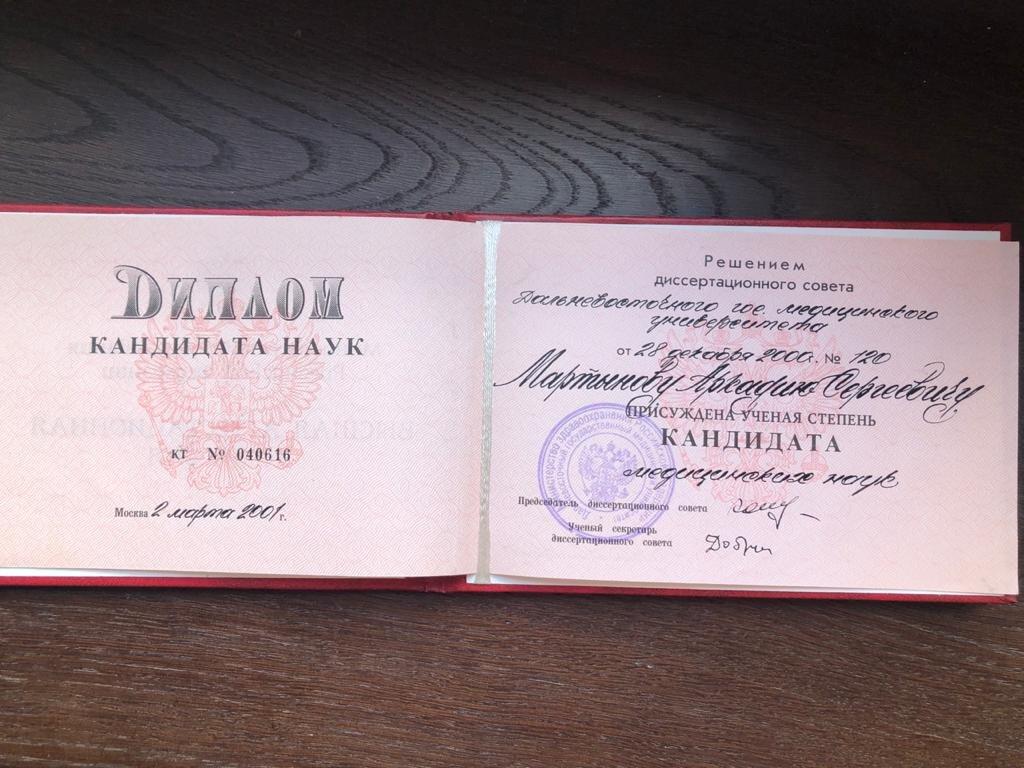 ДИПЛОМ
КАНДИДАТА НАУК
КТ № 040616
Москва 2 марта 2001 г.
Решением
диссертационного совета
Дальневосточного гос. медицинского
университета
от 28 декабря 2000г. № 120
Мартынову Аркадию Сергеевичу
ПРИСУЖДЕНА УЧЕНАЯ СТЕПЕНЬ
КАНДИДАТА
медицинских наук
Председатель диссертационного совета
Ученый секретарь
диссертационного совета